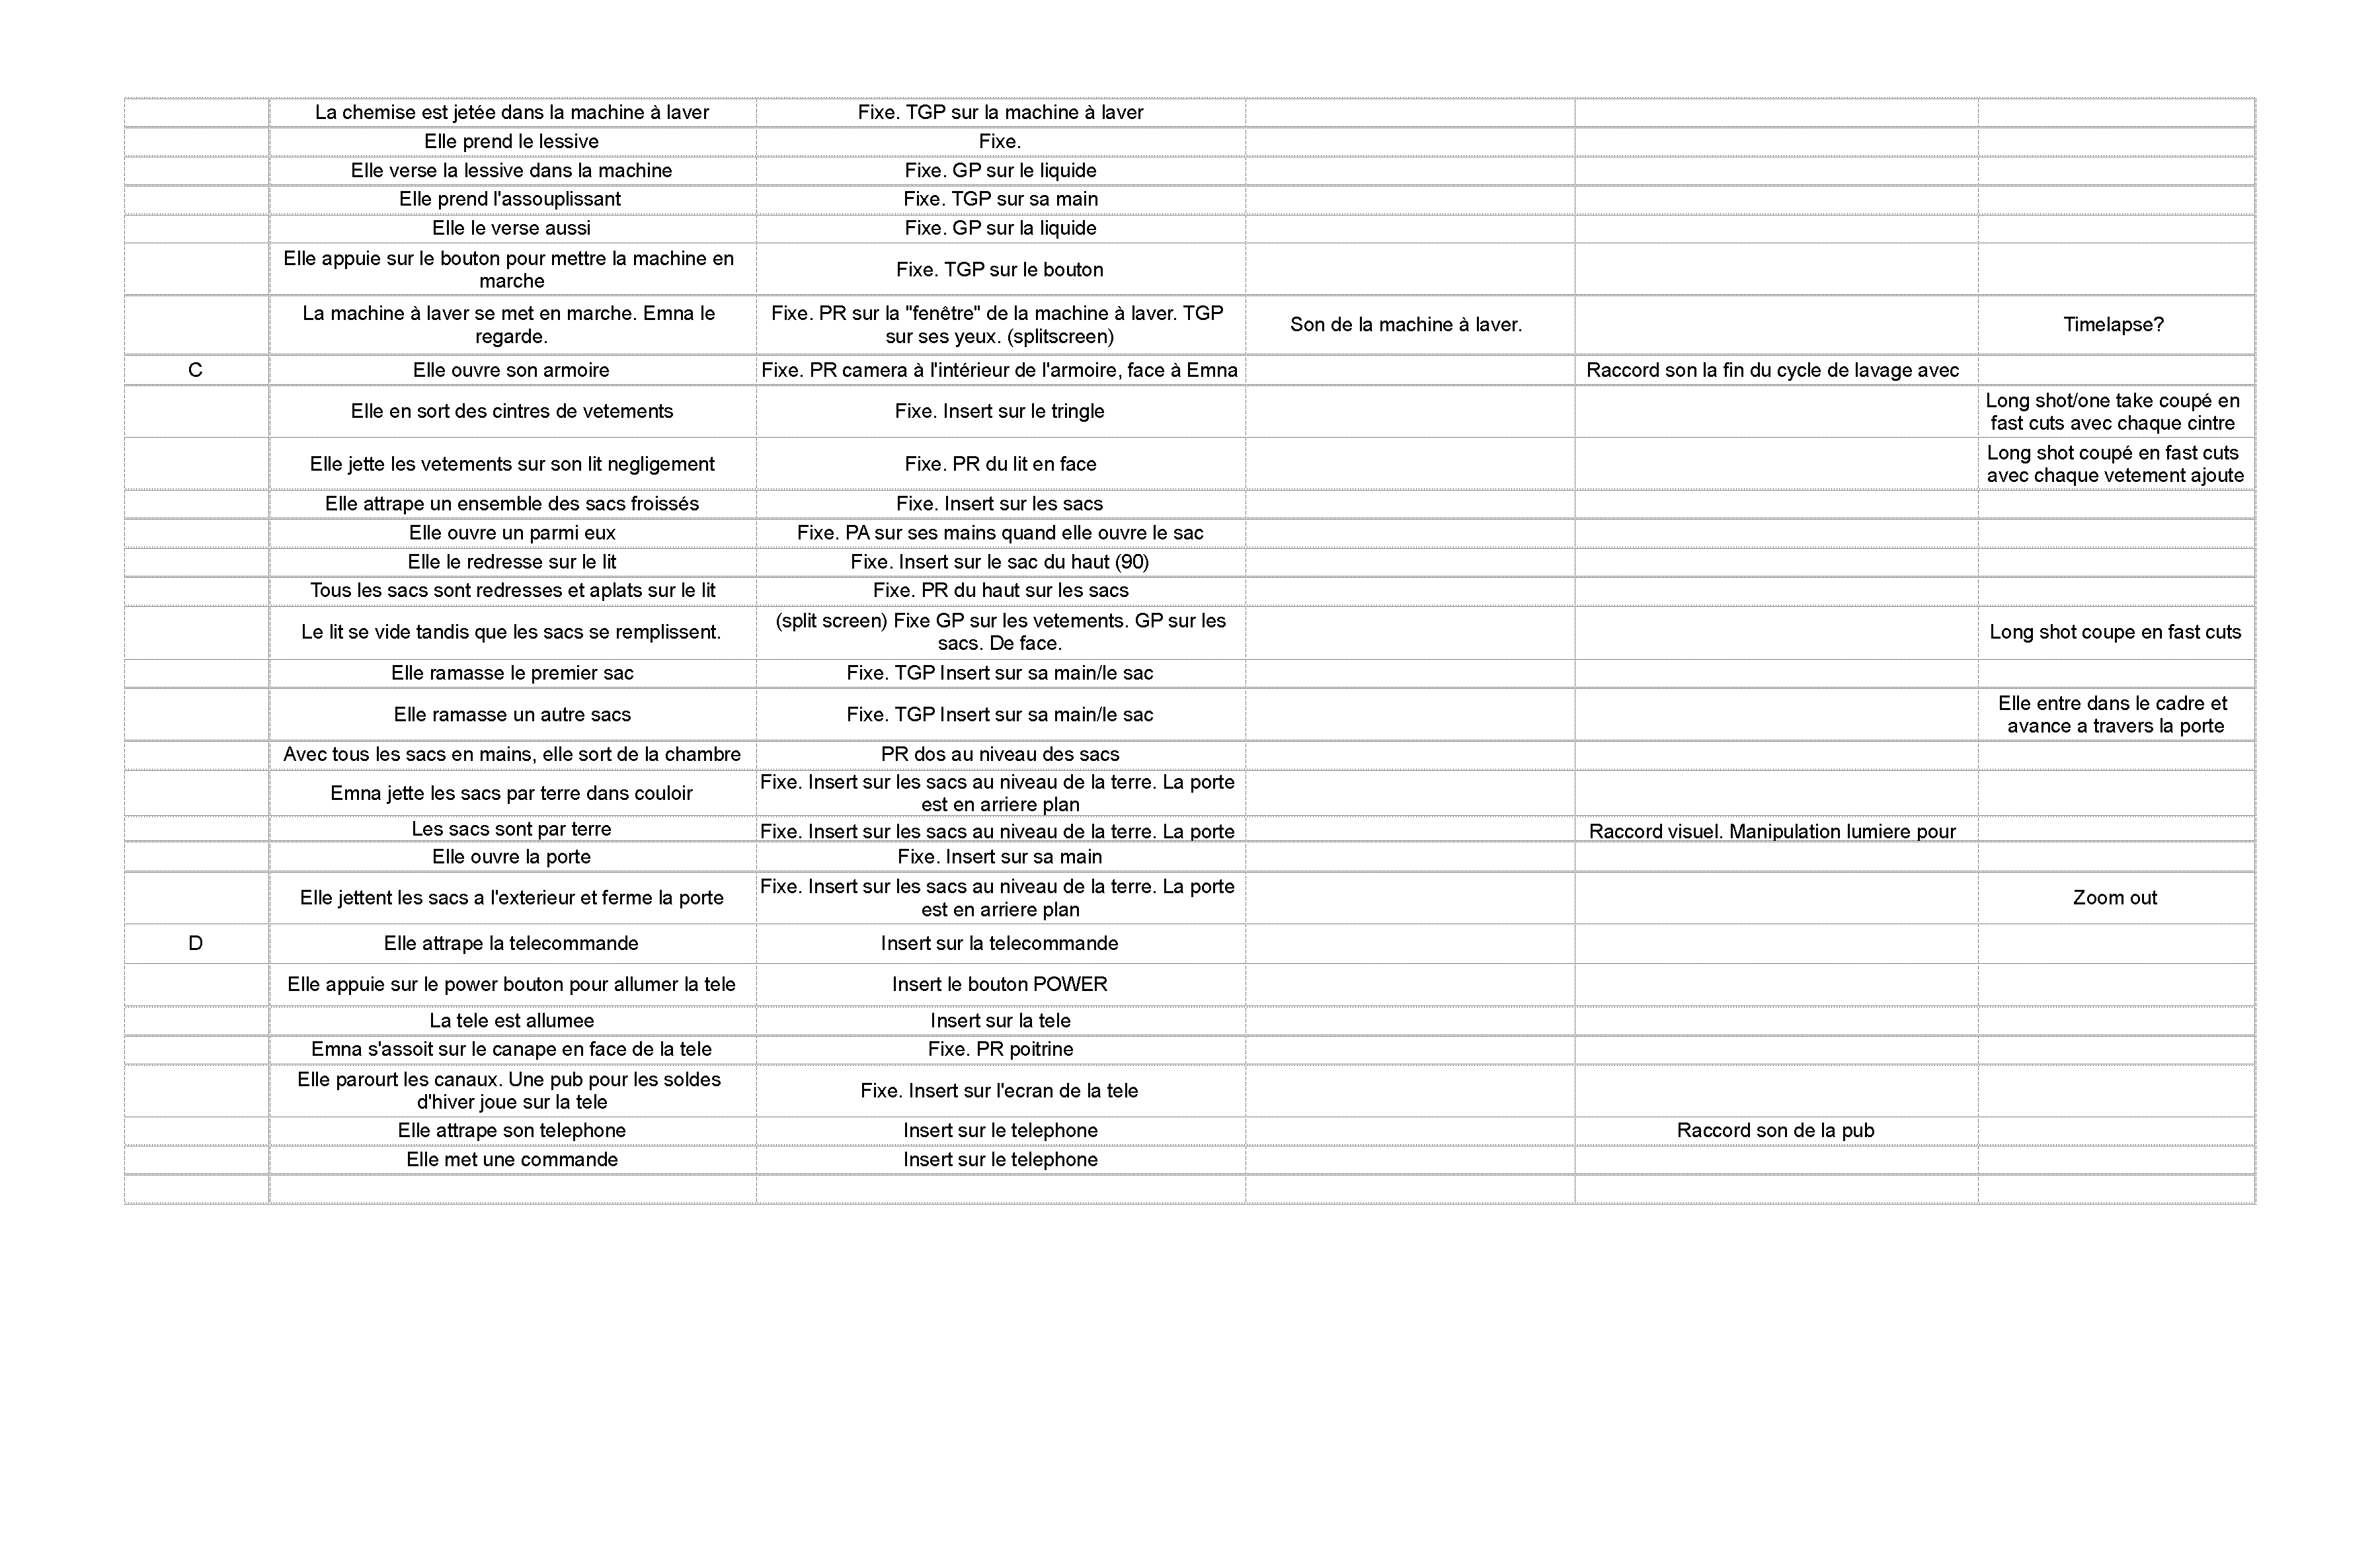 La chemise est jetée dans la machine à laver Fixe. TGP sur la machine à laver
Elle prend le lessive Fixe.
Elle verse la lessive dans la machine Fixe. GP sur le liquide
Elle prend l'assouplissant Fixe. TGP sur sa main
Elle le verse aussi Fixe. GP sur la liquide
Elle appuie sur le bouton pour mettre la machine en
marche
Fixe. TGP sur le bouton
La machine à laver se met en marche. Emna le
regarde.
Fixe. PR sur la "fenêtre" de la machine à laver. TGP
sur ses yeux. (splitscreen)
Son de la machine à laver.
Timelapse?
C Elle ouvre son armoire Fixe. PR camera à l'intérieur de l'armoire, face à Emna Raccord son la fin du cycle de lavage avec
Elle en sort des cintres de vetements Fixe. Insert sur le tringle
Long shot/one take coupé en
fast cuts avec chaque cintre
Elle jette les vetements sur son lit negligement Fixe. PR du lit en face
Long shot coupé en fast cuts
avec chaque vetement ajoute
Elle attrape un ensemble des sacs froissés Fixe. Insert sur les sacs
Elle ouvre un parmi eux Fixe. PA sur ses mains quand elle ouvre le sac
Elle le redresse sur le lit Fixe. Insert sur le sac du haut (90)
Tous les sacs sont redresses et aplats sur le lit Fixe. PR du haut sur les sacs
Le lit se vide tandis que les sacs se remplissent.
(split screen) Fixe GP sur les vetements. GP sur les
sacs. De face.
Long shot coupe en fast cuts
Elle ramasse le premier sac Fixe. TGP Insert sur sa main/le sac
Elle ramasse un autre sacs Fixe. TGP Insert sur sa main/le sac
Elle entre dans le cadre et
avance a travers la porte
Avec tous les sacs en mains, elle sort de la chambre PR dos au niveau des sacs
Emna jette les sacs par terre dans couloir
Fixe. Insert sur les sacs au niveau de la terre. La porte
est en arriere plan
Les sacs sont par terre Fixe. Insert sur les sacs au niveau de la terre. La porte Raccord visuel. Manipulation lumiere pour
Elle ouvre la porte Fixe. Insert sur sa main
Elle jettent les sacs a l'exterieur et ferme la porte
Fixe. Insert sur les sacs au niveau de la terre. La porte
est en arriere plan
Zoom out
D Elle attrape la telecommande Insert sur la telecommande
Elle appuie sur le power bouton pour allumer la tele Insert le bouton POWER
La tele est allumee Insert sur la tele
Emna s'assoit sur le canape en face de la tele Fixe. PR poitrine
Elle parourt les canaux. Une pub pour les soldes
d'hiver joue sur la tele
Fixe. Insert sur l'ecran de la tele
Elle attrape son telephone Insert sur le telephone Raccord son de la pub
Elle met une commande Insert sur le telephone